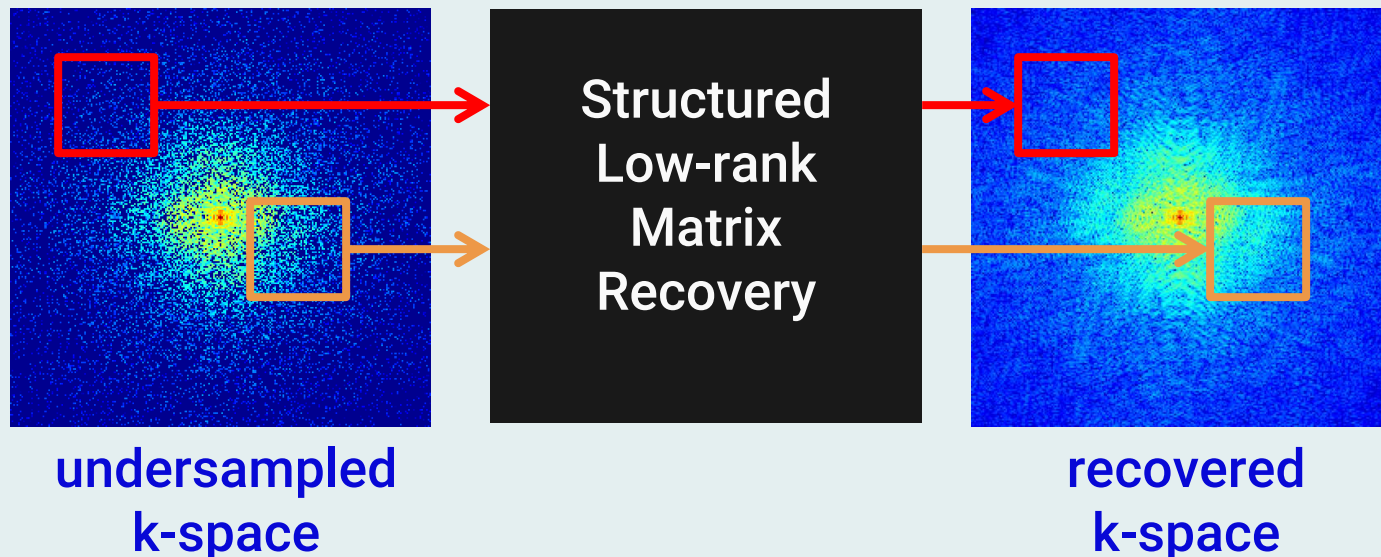 Structured
Low-rank
Matrix
Recovery
undersampled
k-space
recovered
k-space